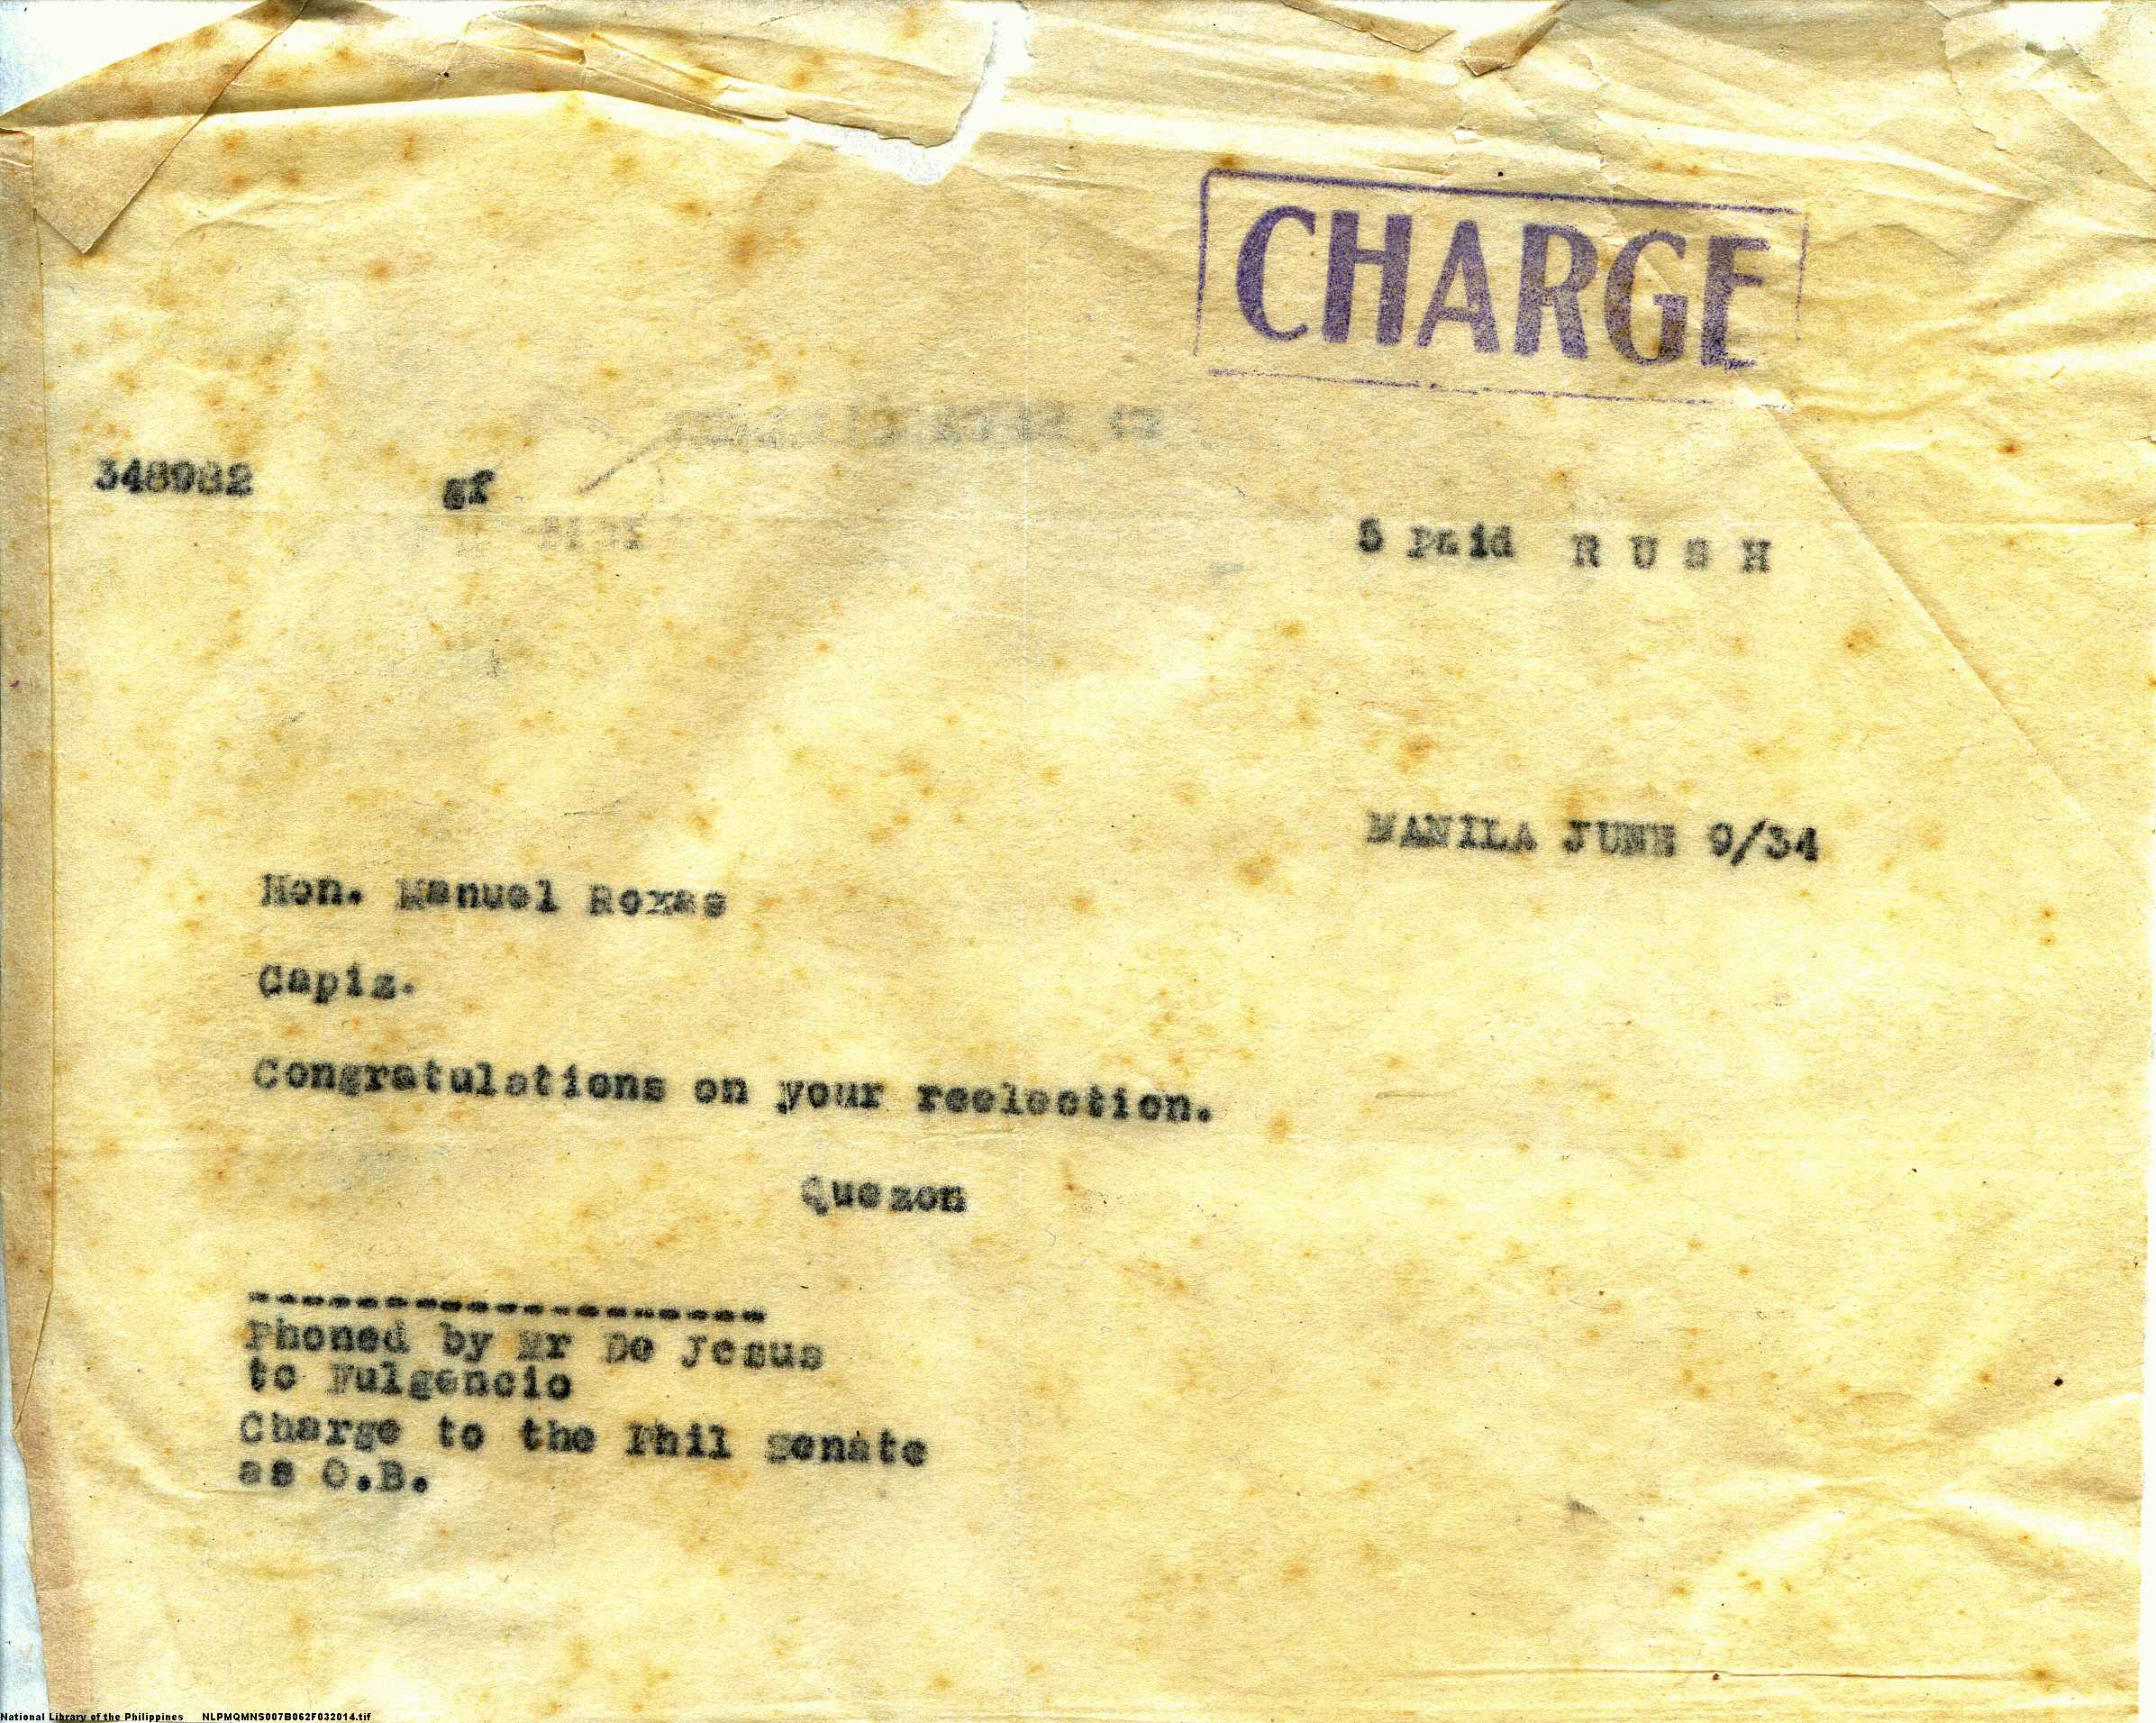 CHARGE
348982 gf
5 paid R U S H
MANILA JUNE 9/34
Hon. Manuel Roxas
Capiz.
Congratulations on your reelection.
Quezon
-------------------
Phoned by Mr De Jesus
to Fulgencio
Charge to the Phil senate
as O.B.
National Library of the Philippines NLPMQMNS007B062F032014.tif